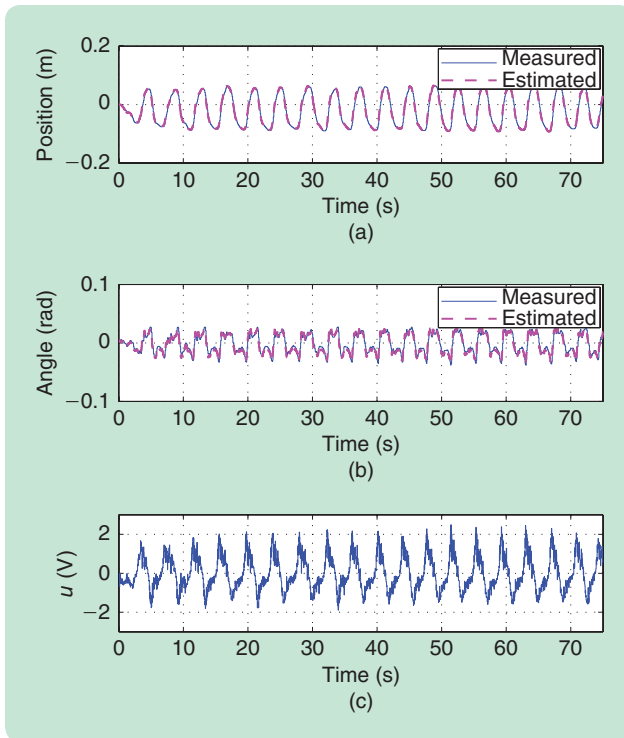 0.2
0
−0.2
Position (m)
Measured
Estimated
0 10 20 30 40 50 60 70
Time (s)
(a)
0.1
0
−0.1
Angle (rad)
Measured
Estimated
0 10 20 30 40 50 60 70
Time (s)
(b)
2
0
−2
u (V)
0 10 20 30 40 50 60 70
Time (s)
(c)